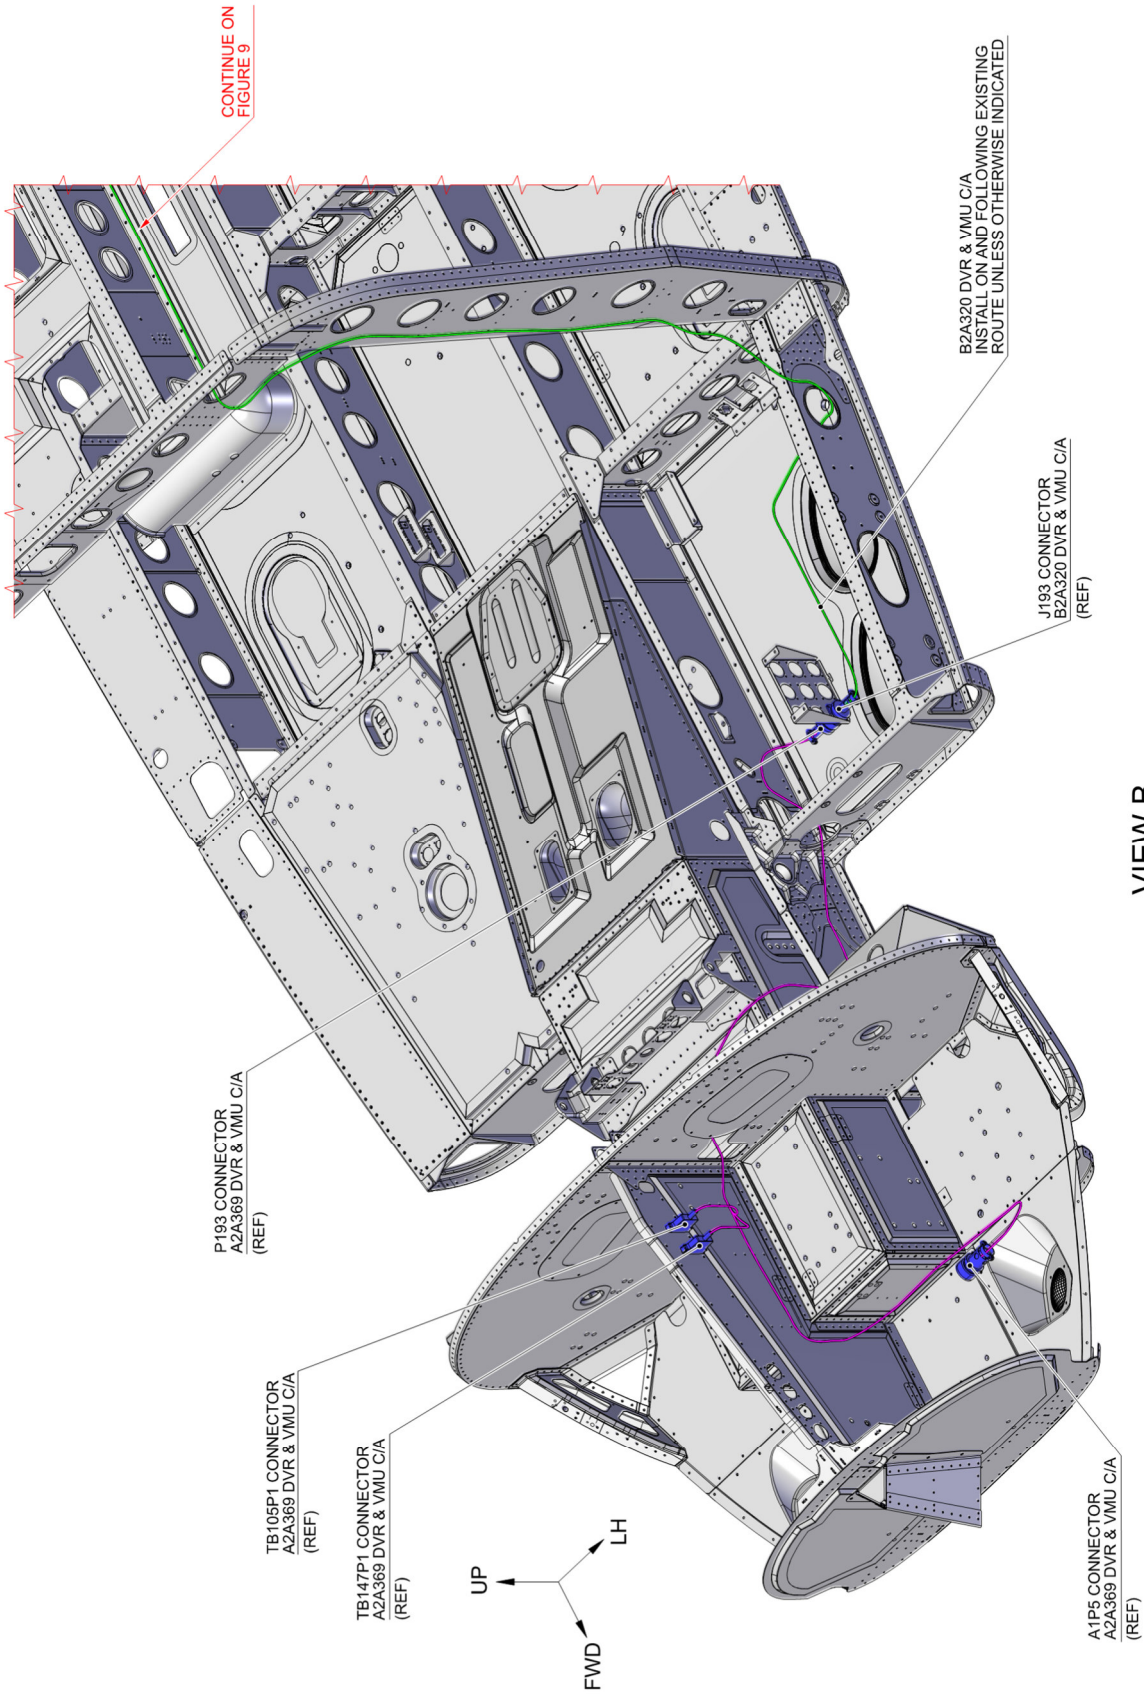 CONTINUE ON
FIGURE 9
B2A320 DVR & VMU C/A
INSTALL ON AND FOLLOWING EXISTING
ROUTE UNLESS OTHERWISE INDICATED
J193 CONNECTOR
B2A320 DVR & VMU C/A
(REF)
P193 CONNECTOR
A2A369 DVR & VMU C/A
(REF)
TB105P1 CONNECTOR
A2A369 DVR & VMU C/A
(REF)
TB147P1 CONNECTOR
A2A369 DVR & VMU C/A
(REF)
A1P5 CONNECTOR
A2A369 DVR & VMU C/A
(REF)
UP
LH
FWD
VIEW